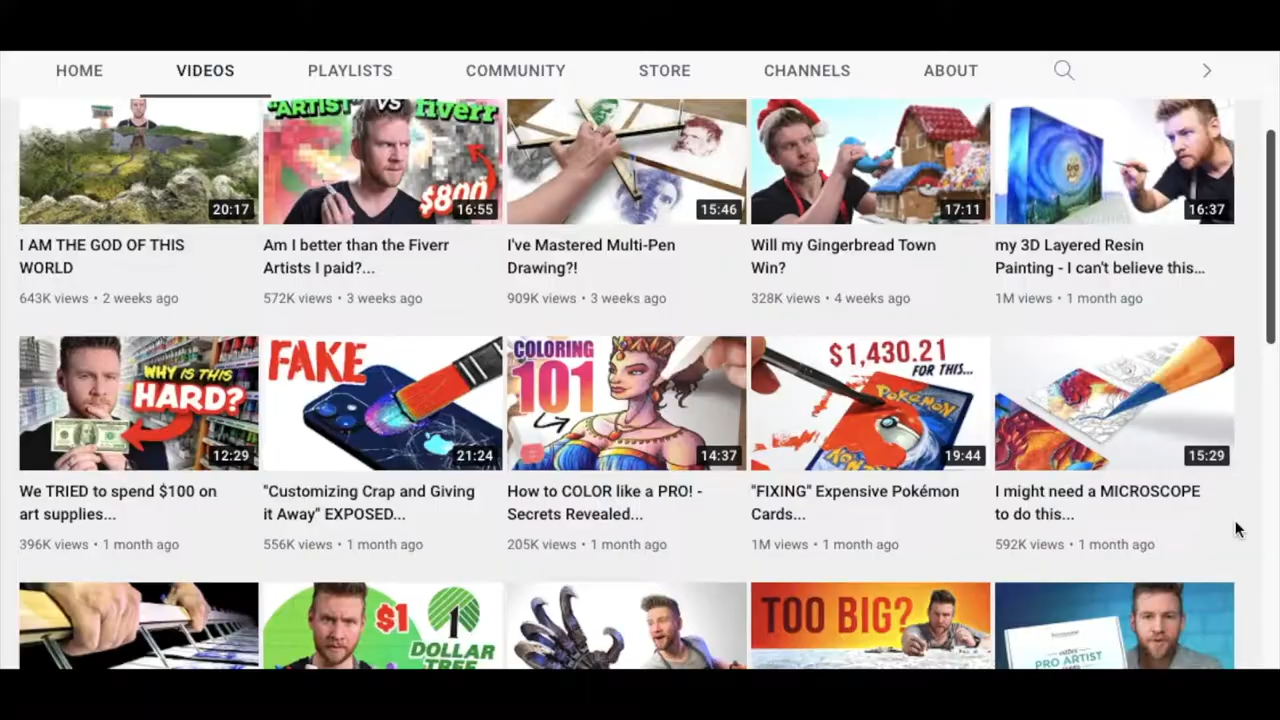 HOME VIDEOS PLAYLISTS COMMUNITY STORE CHANNELS ABOUT
"ARTIST" VS fiverr
$800
20:17
16:55
15:46
17:11
16:37
I AM THE GOD OF THIS
WORLD
643K views • 2 weeks ago
Am I better than the Fiverr
Artists I paid?...
572K views • 3 weeks ago
I've Mastered Multi-Pen
Drawing?!
909K views • 3 weeks ago
Will my Gingerbread Town
Win?
328K views • 4 weeks ago
my 3D Layered Resin
Painting - I can't believe this...
1M views • 1 month ago
WHY IS THIS
HARD?
12:29
FAKE
21:24
COLORING
101
14:37
$1,430.21
FOR THIS...
POKéMON
19:44
15:29
We TRIED to spend $100 on
art supplies...
396K views • 1 month ago
"Customizing Crap and Giving
it Away" EXPOSED...
556K views • 1 month ago
How to COLOR like a PRO! -
Secrets Revealed...
205K views • 1 month ago
"FIXING" Expensive Pokémon
Cards...
1M views • 1 month ago
I might need a MICROSCOPE
to do this...
592K views • 1 month ago
$1
DOLLAR
TREE
TOO BIG?
PRO ARTIST